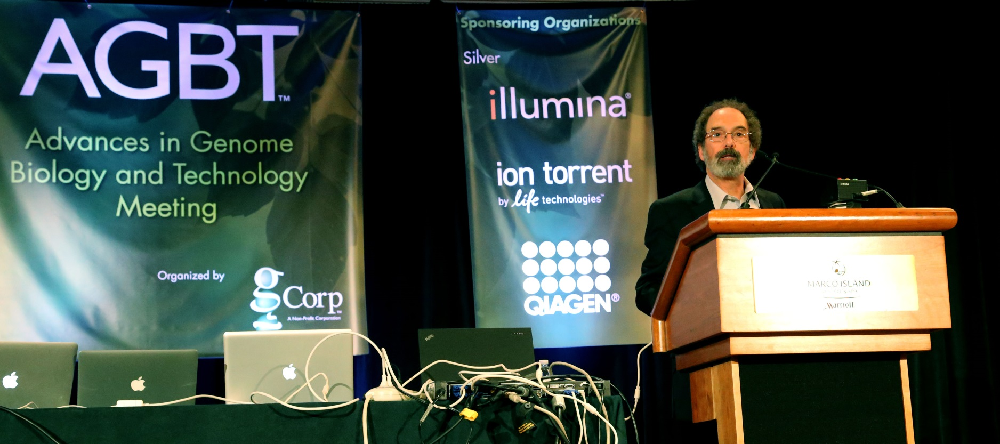 AGBT™
Advances in Genome
Biology and Technology
Meeting
Organized by
gCorp™
A Non-Profit Corporation
Sponsoring Organizations
Silver
illumina®
ion torrent
by life technologies™
QIAGEN®
MARCO ISLAND
Marriott